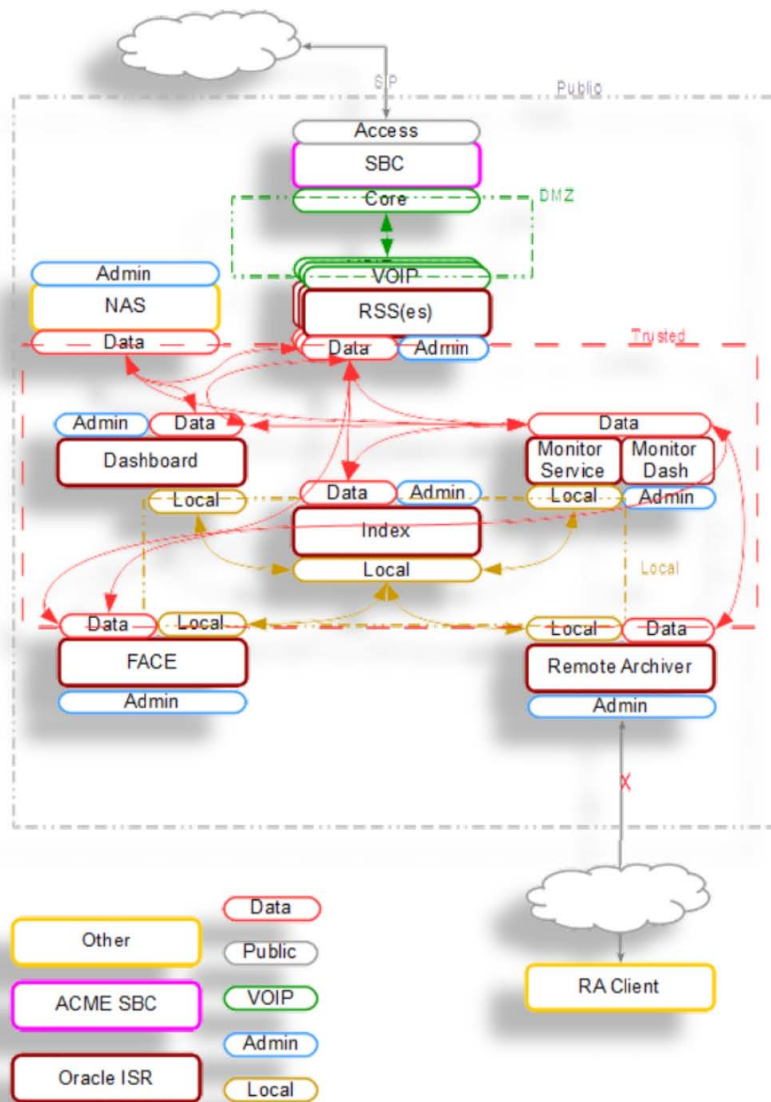 SIP
Public
Access
SBC
Core
DMZ
Admin
NAS
Data
VOIP
RSS(es)
Data
Admin
Trusted
Admin
Data
Dashboard
Local
Data
Monitor
Service
Monitor
Dash
Local
Admin
Data
Admin
Index
Local
Local
Data
Local
FACE
Admin
Local
Data
Remote Archiver
Admin
X
Other
ACME SBC
Oracle ISR
Data
Public
VOIP
Admin
Local
RA Client